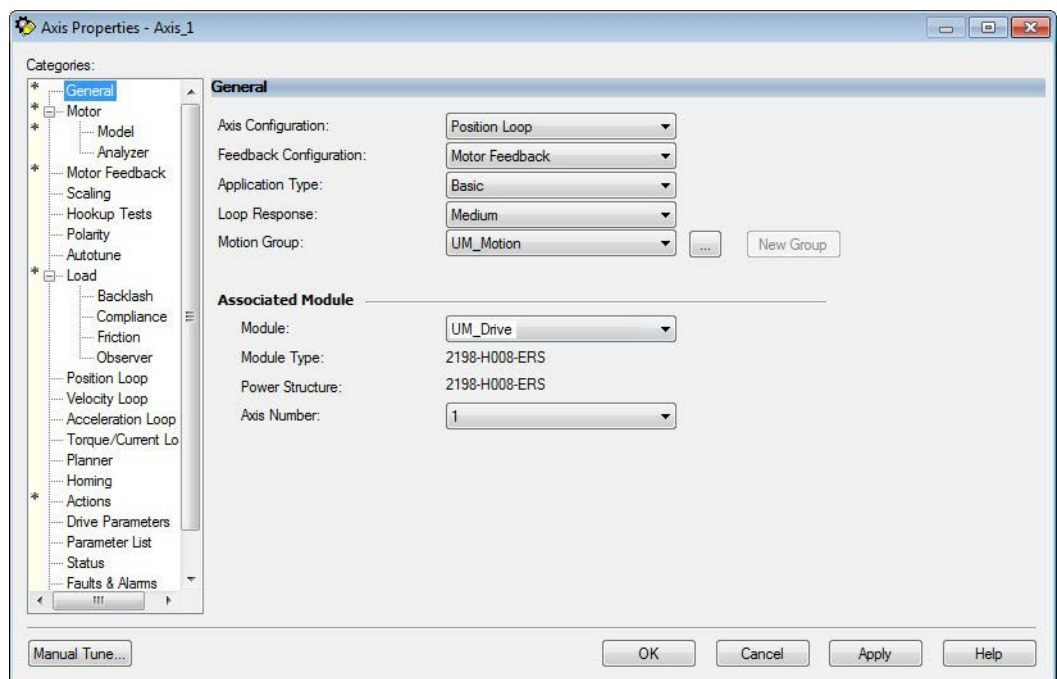 Axis Properties - Axis_1
Categories:
* General
* Motor
* Model
Analyzer
* Motor Feedback
Scaling
Hookup Tests
Polarity
Autotune
* Load
Backlash
Compliance
Friction
Observer
Position Loop
Velocity Loop
Acceleration Loop
Torque/Current Lo
Planner
Homing
* Actions
Drive Parameters
Parameter List
Status
Faults & Alarms
General
Axis Configuration: Position Loop
Feedback Configuration: Motor Feedback
Application Type: Basic
Loop Response: Medium
Motion Group: UM_Motion ... New Group
Associated Module
Module: UM_Drive
Module Type: 2198-H008-ERS
Power Structure: 2198-H008-ERS
Axis Number: 1
Manual Tune... OK Cancel Apply Help